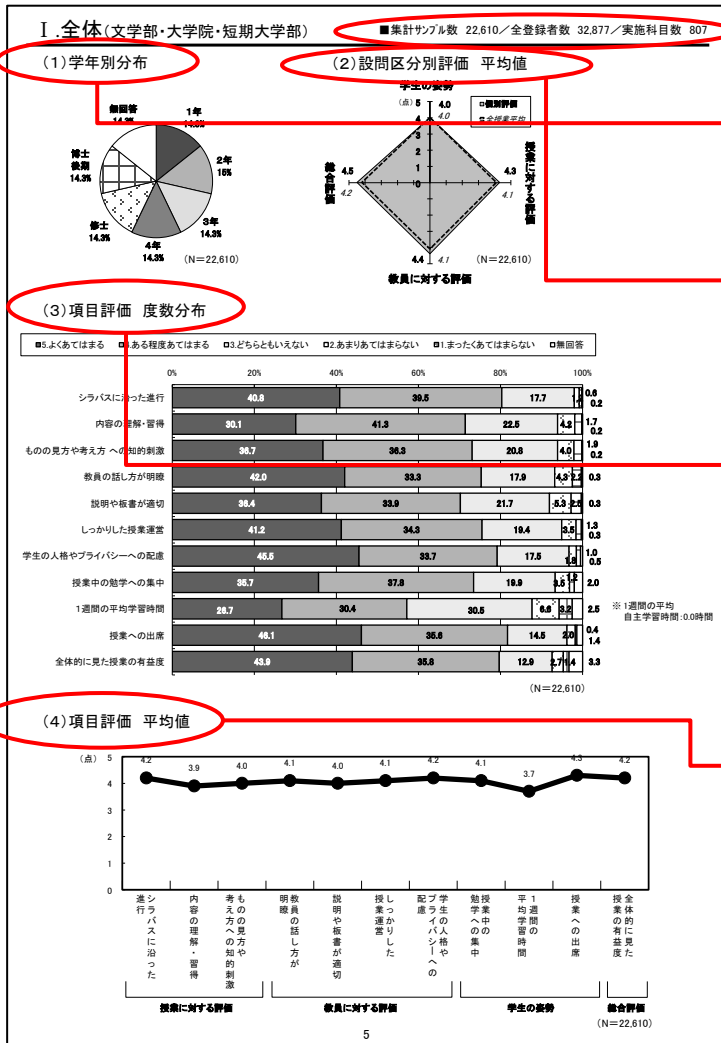 Ⅰ.全体(文学部・大学院・短期大学部)
■集計サンプル数 22,610/全登録者数 32,877/実施科目数 807
(1)学年別分布
無回答
14.3%
1年
2年
15%
3年
14.3%
4年
14.3%
修士
14.3%
博士
後期
14.3%
(N=22,610)
(2)設問区分別評価 平均値
学生の姿勢
(点)
5
4
3
2
1
0
4.0
4.0
個別評価
全授業平均
授業に対する評価
4.3
4.1
総合評価
4.5
4.2
4.4
4.1
教員に対する評価
(N=22,610)
(3)項目評価 度数分布
■5.よくあてはまる ある程度あてはまる □3.どちらともいえない □2.あまりあてはまらない 1.まったくあてはまらない □無回答
0% 20% 40% 60% 80% 100%
シラバスに沿った進行 40.8 39.5 17.7 0.6 0.2
内容の理解・習得 30.1 41.3 22.5 4.2 1.7 0.2
ものの見方や考え方 への知的刺激 36.7 36.3 20.8 4.0 1.9 0.2
教員の話し方が明瞭 42.0 33.3 17.9 4.3 2.2 0.3
説明や板書が適切 36.4 33.9 21.7 5.3 2.5 0.3
しっかりした授業運営 41.2 34.3 19.4 3.5 1.3 0.3
学生の人格やプライバシーへの配慮 45.5 33.7 17.5 1.8 1.0 0.5
授業中の勉学への集中 35.7 37.8 19.9 3.5 1.2 2.0
1週間の平均学習時間 26.7 30.4 30.5 6.6 3.2 2.5
授業への出席 46.1 35.6 14.5 2.0 0.4 1.4
全体的に見た授業の有益度 43.9 35.8 12.9 2.7 1.4 3.3
※ 1週間の平均
自主学習時間:0.0時間
(N=22,610)
(4)項目評価 平均値
(点)
5
4
3
2
1
0
4.2 3.9 4.0 4.1 4.0 4.1 4.2 4.1 3.7 4.3 4.2
シラバスに沿った
進行
内容の理解・習得
ものの見方や
考え方への知的刺激
教員の話し方が
明瞭
説明や板書が適切
しっかりした
授業運営
学生の人格や
プライバシーへの
配慮
授業中の
勉学への集中
1週間の
平均学習時間
授業への出席
全体的に見た
授業の有益度
授業に対する評価
教員に対する評価
学生の姿勢
総合評価
(N=22,610)
5